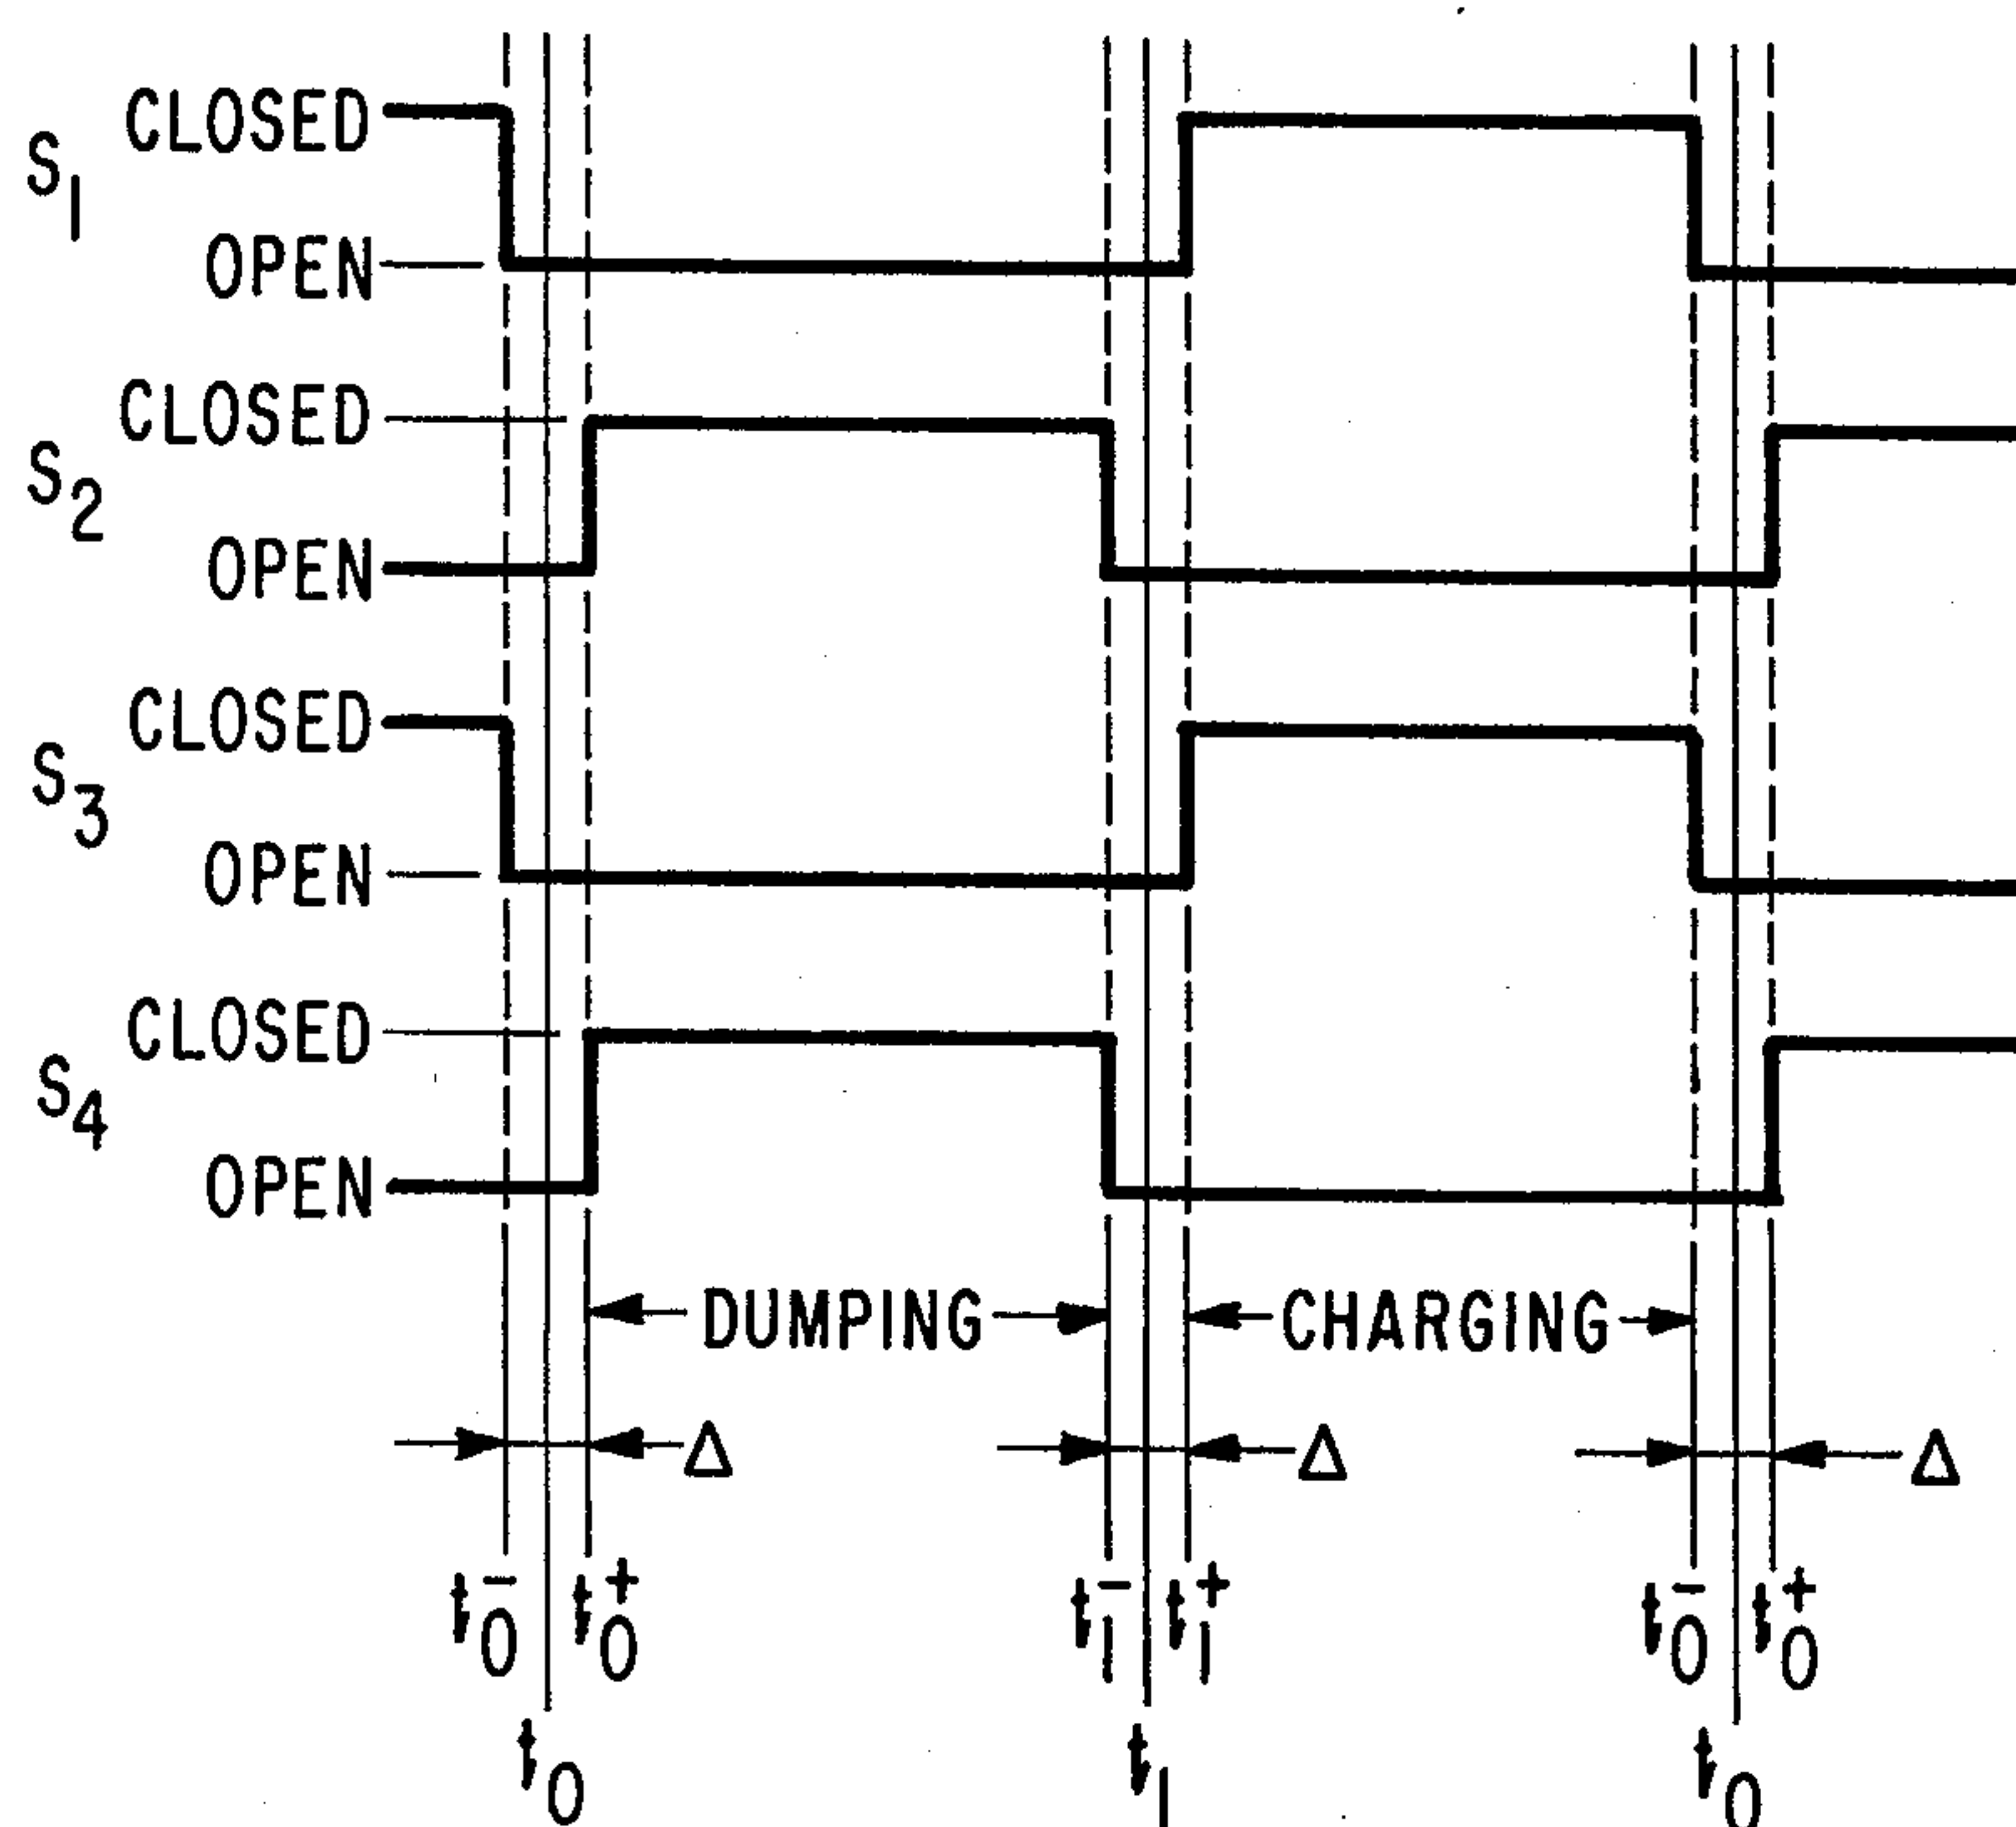 CLOSED
S1
OPEN
CLOSED
S2
OPEN
CLOSED
S3
OPEN
CLOSED
S4
OPEN
DUMPING CHARGING
Δ Δ Δ
t0- t0+ t1- t1+ t0- t0+
t0 t1 t0